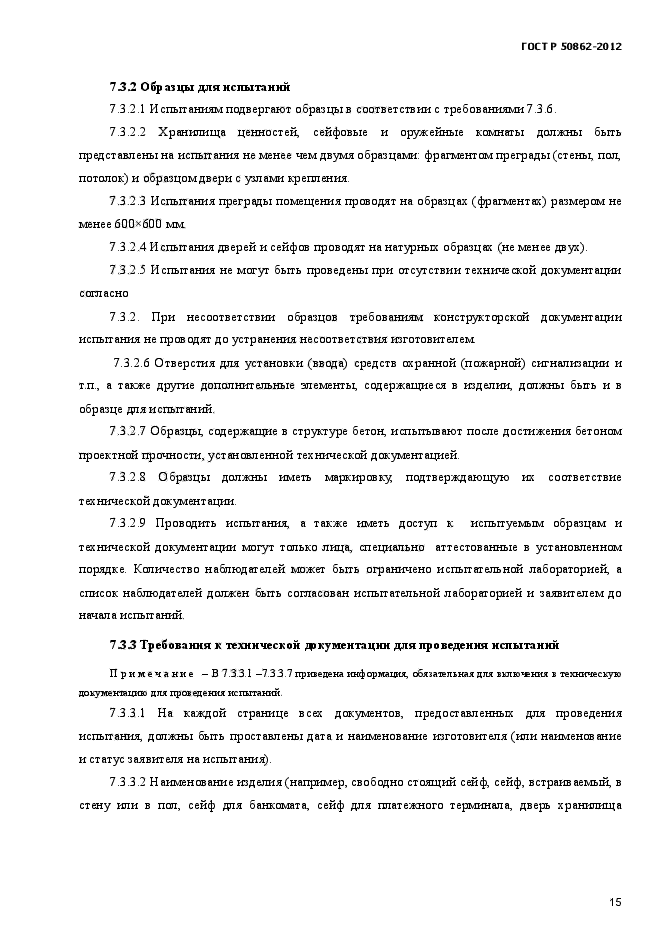 ГОСТ Р 50862-2012
7.3.2 Образцы для испытаний
7.3.2.1 Испытаниям подвергают образцы в соответствии с требованиями 7.3.6.
7.3.2.2 Хранилища ценностей, сейфовые и оружейные комнаты должны быть
представлены на испытания не менее чем двумя образцами: фрагментом преграды (стены, пол,
потолок) и образцом двери с узлами крепления.
7.3.2.3 Испытания преграды помещения проводят на образцах (фрагментах) размером не
менее 600×600 мм.
7.3.2.4 Испытания дверей и сейфов проводят на натурных образцах (не менее двух).
7.3.2.5 Испытания не могут быть проведены при отсутствии технической документации
согласно
7.3.2. При несоответствии образцов требованиям конструкторской документации
испытания не проводят до устранения несоответствия изготовителем.
7.3.2.6 Отверстия для установки (ввода) средств охранной (пожарной) сигнализации и
т.п., а также другие дополнительные элементы, содержащиеся в изделии, должны быть и в
образце для испытаний.
7.3.2.7 Образцы, содержащие в структуре бетон, испытывают после достижения бетоном
проектной прочности, установленной технической документацией.
7.3.2.8 Образцы должны иметь маркировку, подтверждающую их соответствие
технической документации.
7.3.2.9 Проводить испытания, а также иметь доступ к испытуемым образцам и
технической документации могут только лица, специально аттестованные в установленном
порядке. Количество наблюдателей может быть ограничено испытательной лабораторией, а
список наблюдателей должен быть согласован испытательной лабораторией и заявителем до
начала испытаний.
7.3.3 Требования к технической документации для проведения испытаний
П р и м е ч а н и е – В 7.3.3.1 –7.3.3.7 приведена информация, обязательная для включения в техническую
документацию для проведения испытаний.
7.3.3.1 На каждой странице всех документов, предоставленных для проведения
испытания, должны быть проставлены дата и наименование изготовителя (или наименование
и статус заявителя на испытания).
7.3.3.2 Наименование изделия (например, свободно стоящий сейф, сейф, встраиваемый, в
стену или в пол, сейф для банкомата, сейф для платежного терминала, дверь хранилища
15